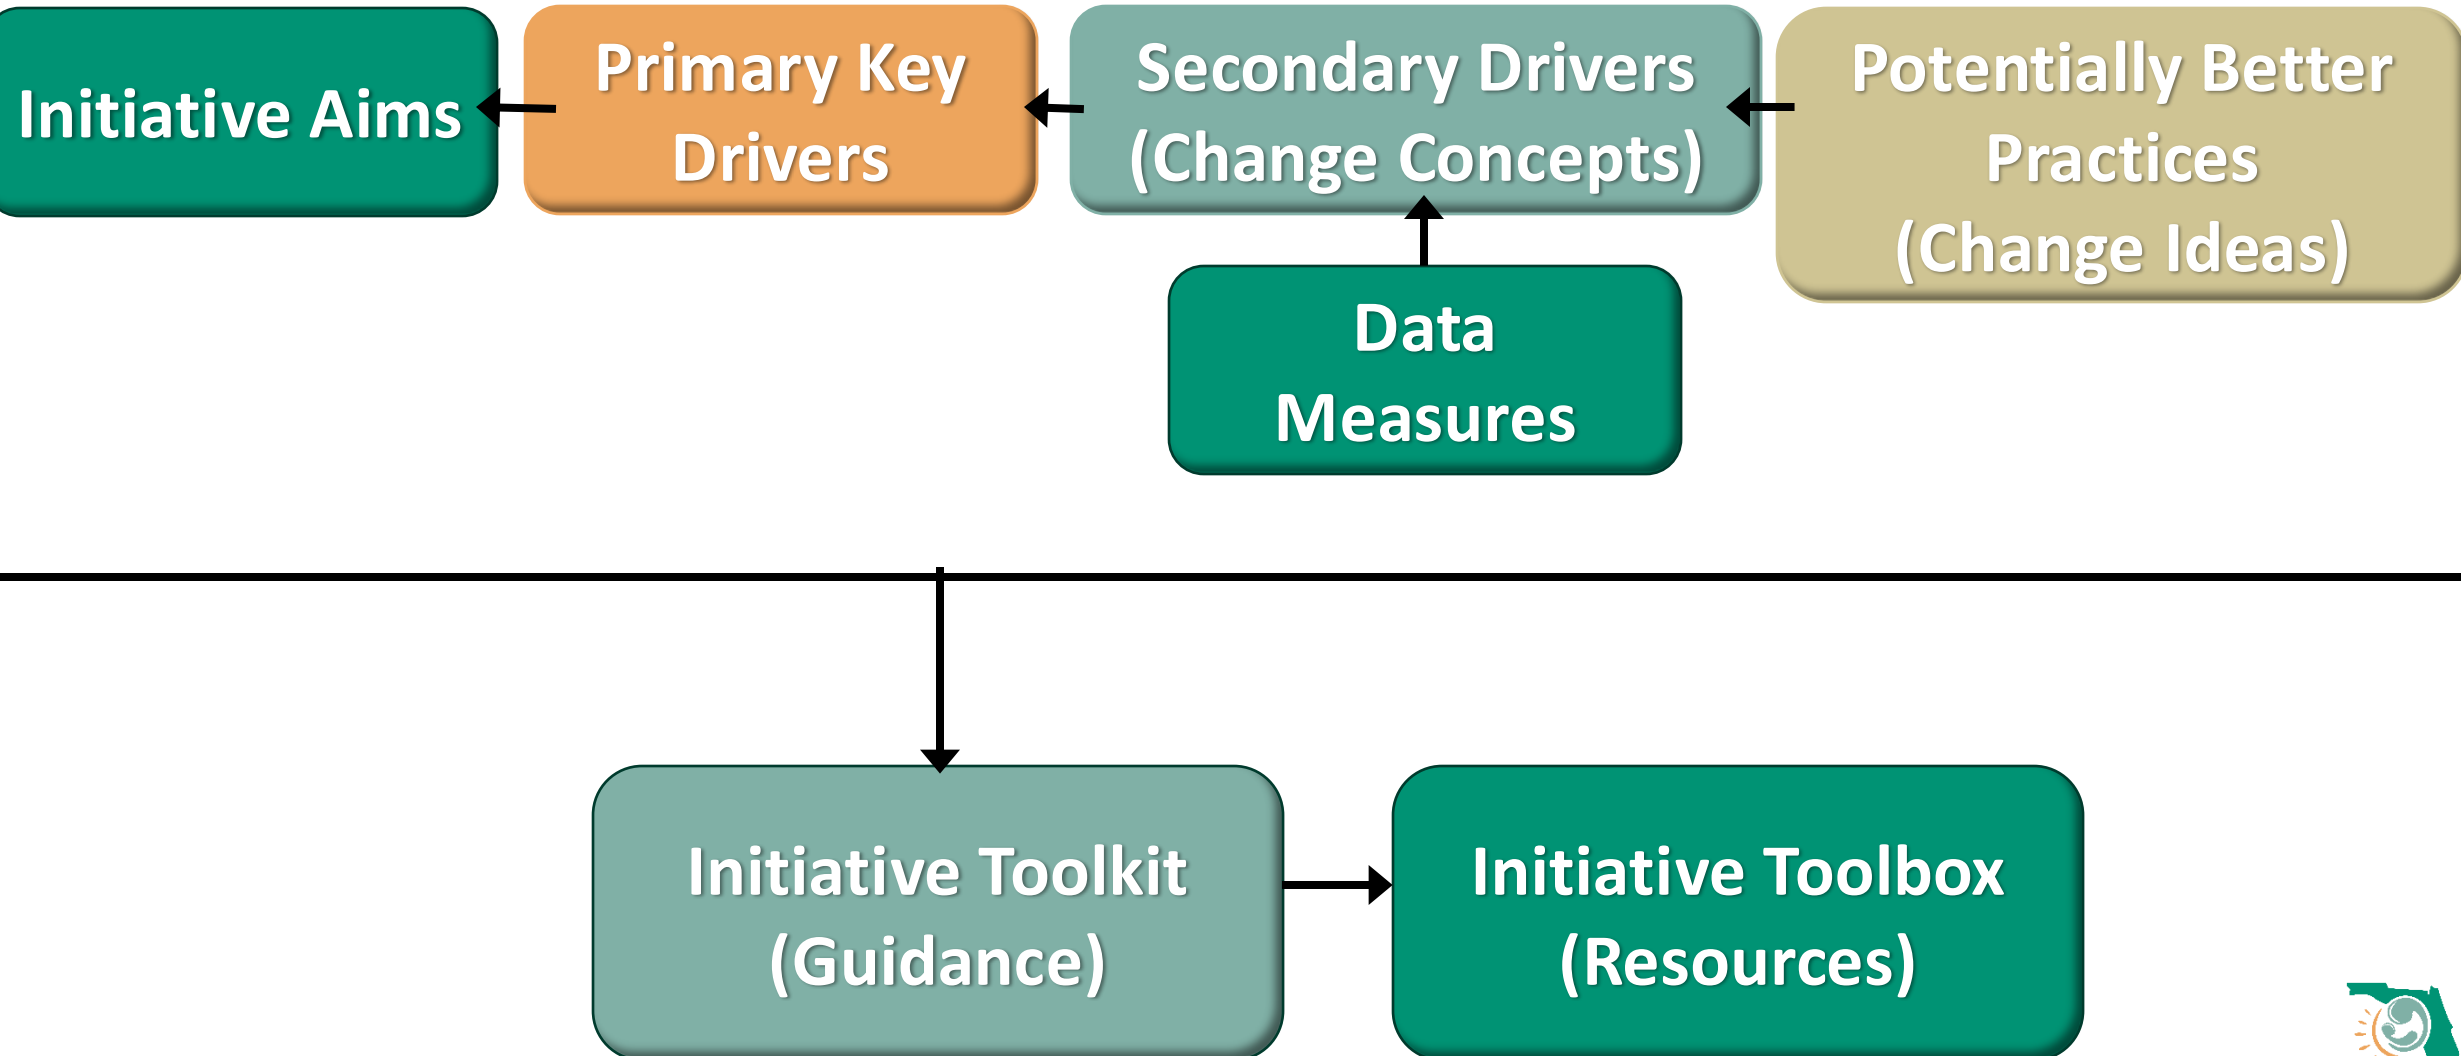 Initiative Aims
Primary Key
Drivers
Secondary Drivers
(Change Concepts)
Potentially Better
Practices
(Change Ideas)
Data
Measures
Initiative Toolkit
(Guidance)
Initiative Toolbox
(Resources)